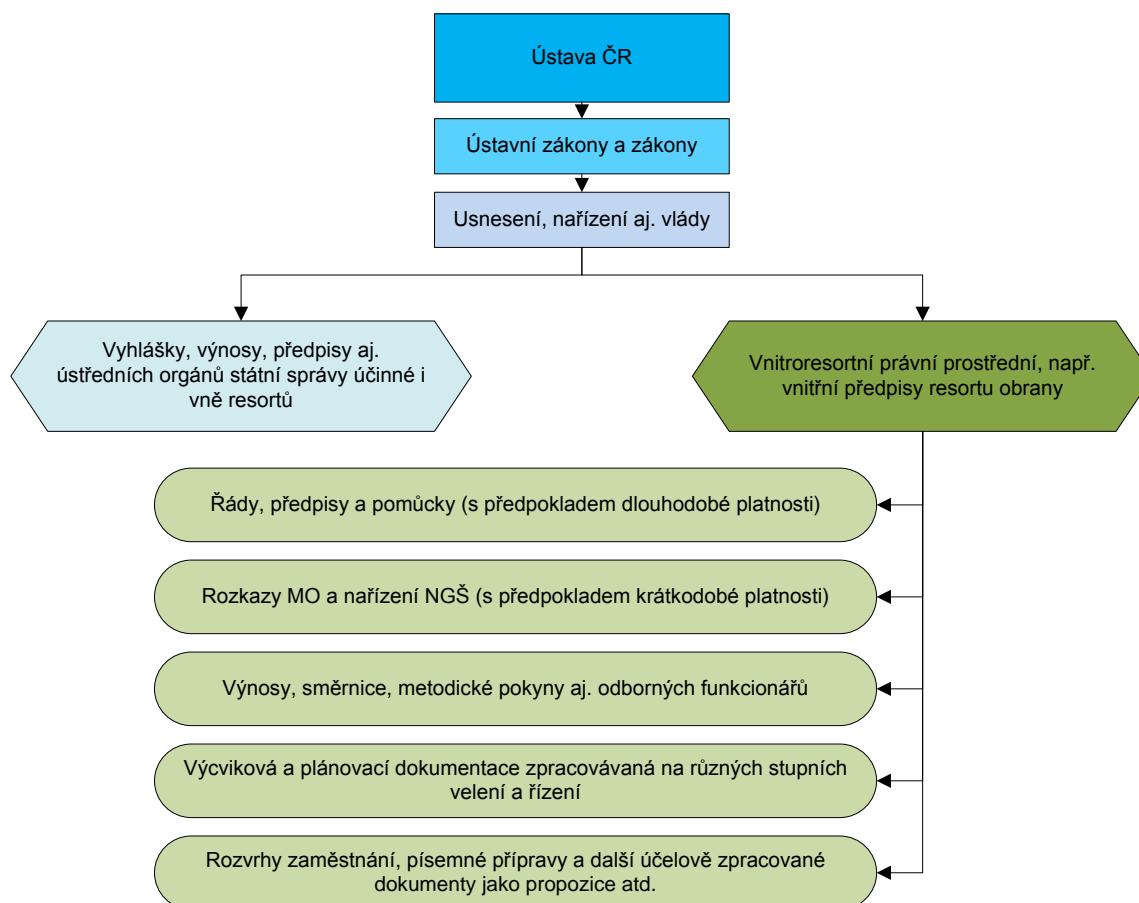 Ústava ČR
Ústavní zákony a zákony
Usnesení, nařízení aj. vlády
Vyhlášky, výnosy, předpisy aj.
ústředních orgánů státní správy účinné i
vně resortů
Vnitroresortní právní prostřední, např.
vnitřní předpisy resortu obrany
Řády, předpisy a pomůcky (s předpokladem dlouhodobé platnosti)
Rozkazy MO a nařízení NGŠ (s předpokladem krátkodobé platnosti)
Výnosy, směrnice, metodické pokyny aj. odborných funkcionářů
Výcviková a plánovací dokumentace zpracovávaná na různých stupních
velení a řízení
Rozvrhy zaměstnání, písemné přípravy a další účelově zpracované
dokumenty jako propozice atd.